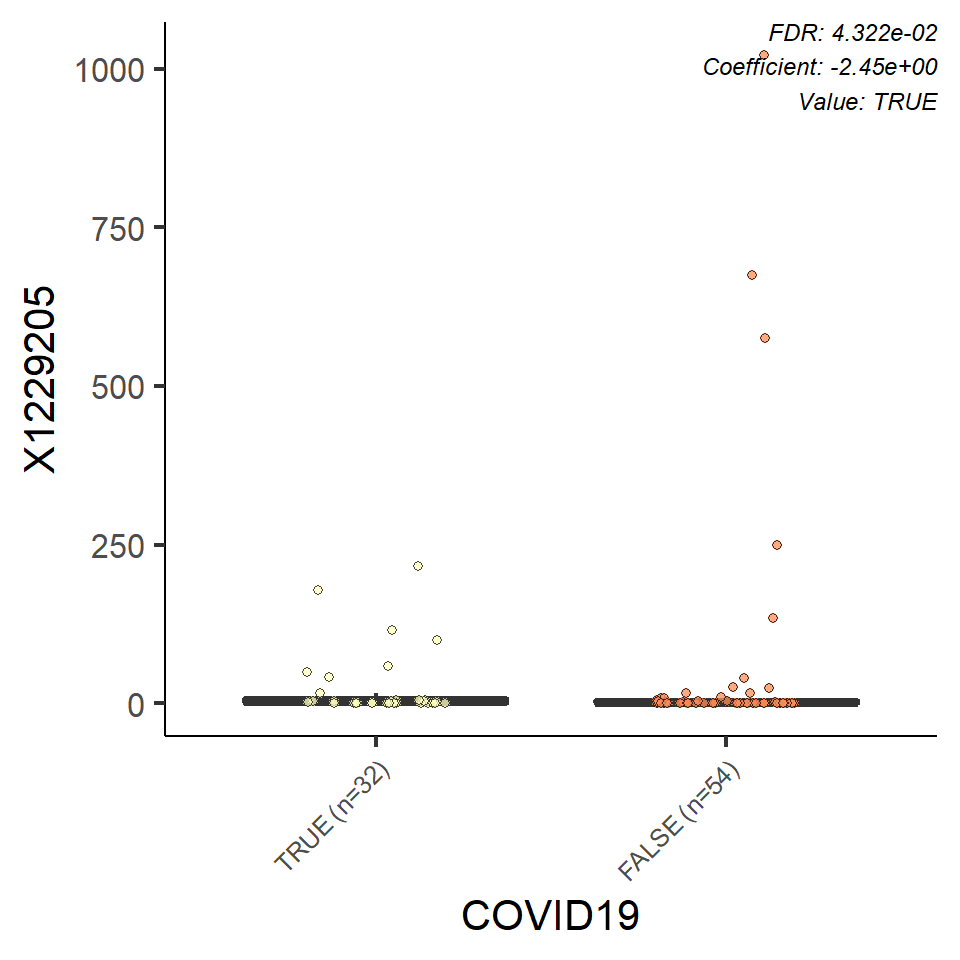 FDR: 4.322e-02
Coefficient: -2.45e+00
Value: TRUE
1000
750
500
250
0
X1229205
TRUE (n=32)
FALSE (n=54)
COVID19